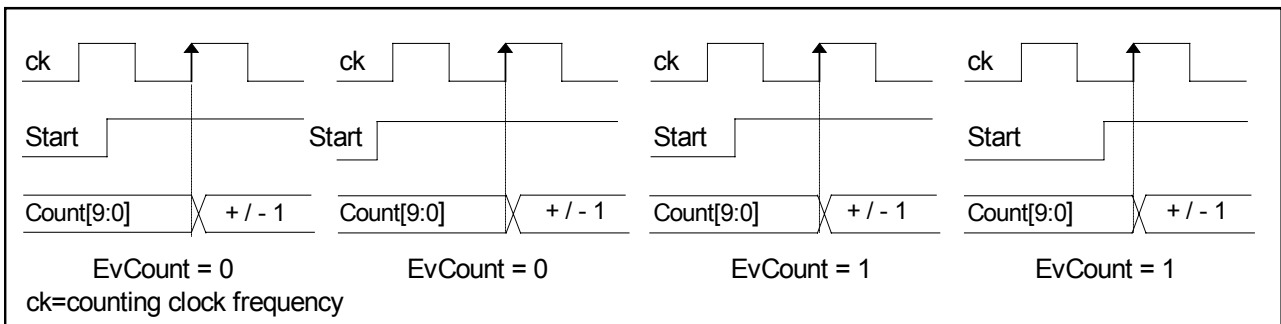 ck ck ck ck
Start Start Start Start
Count[9:0] + / - 1 Count[9:0] + / - 1 Count[9:0] + / - 1 Count[9:0] + / - 1
EvCount = 0 EvCount = 0 EvCount = 1 EvCount = 1
ck=counting clock frequency